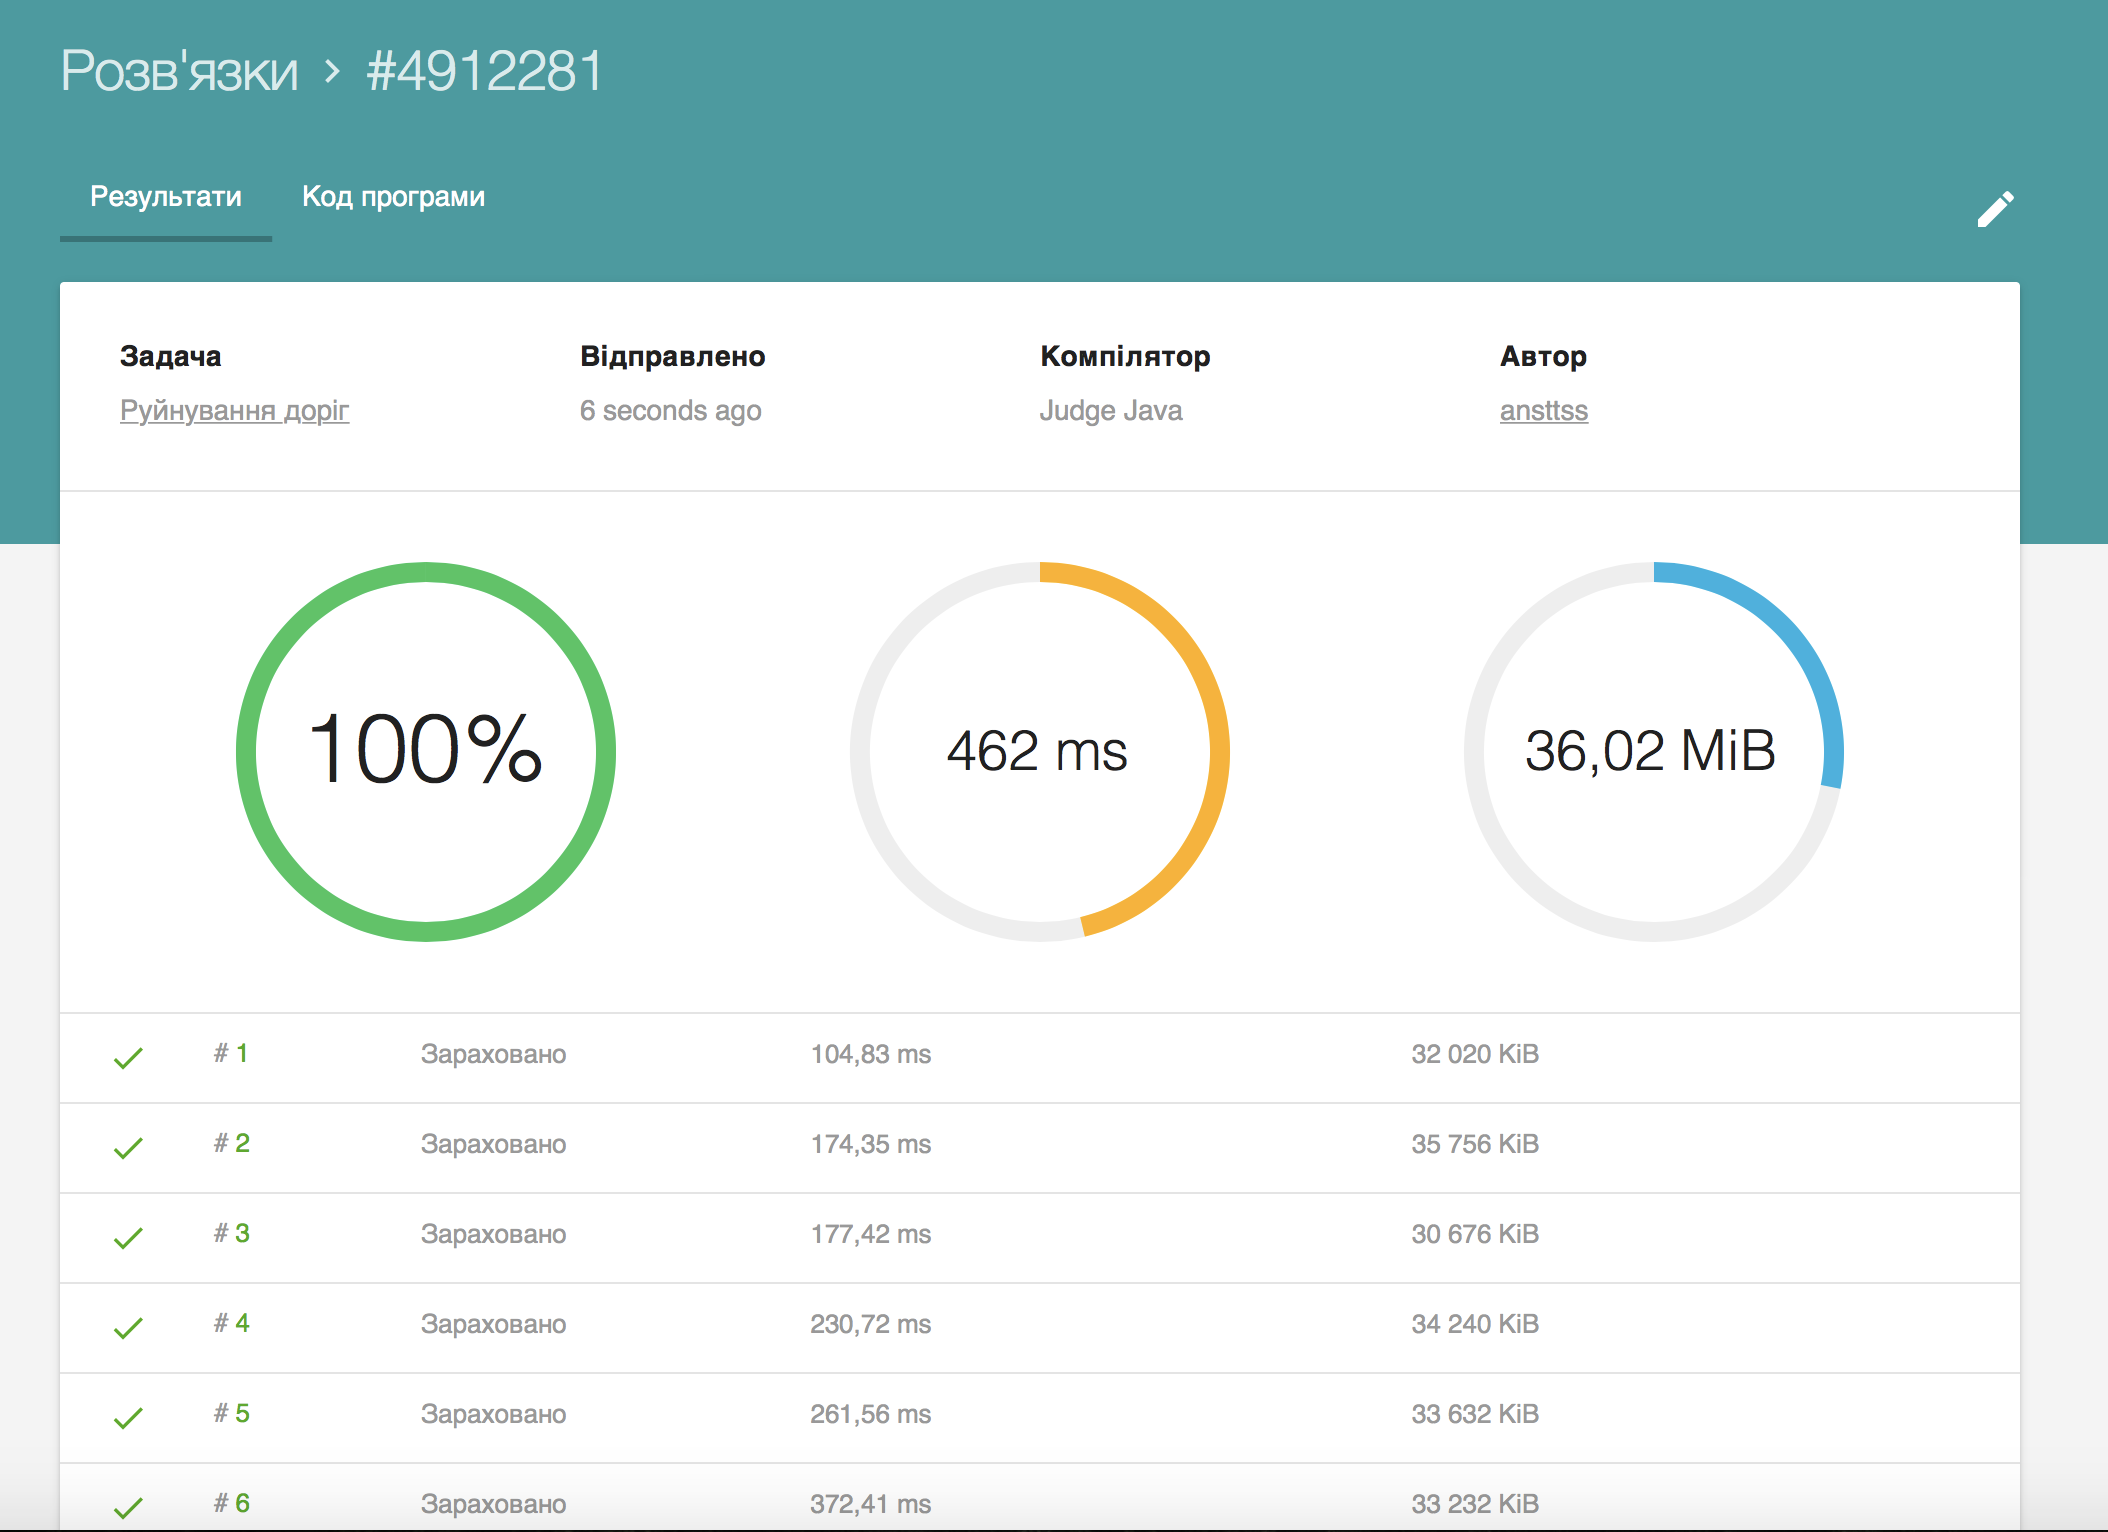 Розв'язки > #4912281
Результати Код програми
Задача Відправлено Компілятор Автор
Руйнування доріг 6 seconds ago Judge Java ansttss
100% 462 ms 36,02 MiB
# 1 Зараховано 104,83 ms 32 020 KiB
# 2 Зараховано 174,35 ms 35 756 KiB
# 3 Зараховано 177,42 ms 30 676 KiB
# 4 Зараховано 230,72 ms 34 240 KiB
# 5 Зараховано 261,56 ms 33 632 KiB
# 6 Зараховано 372,41 ms 33 232 KiB